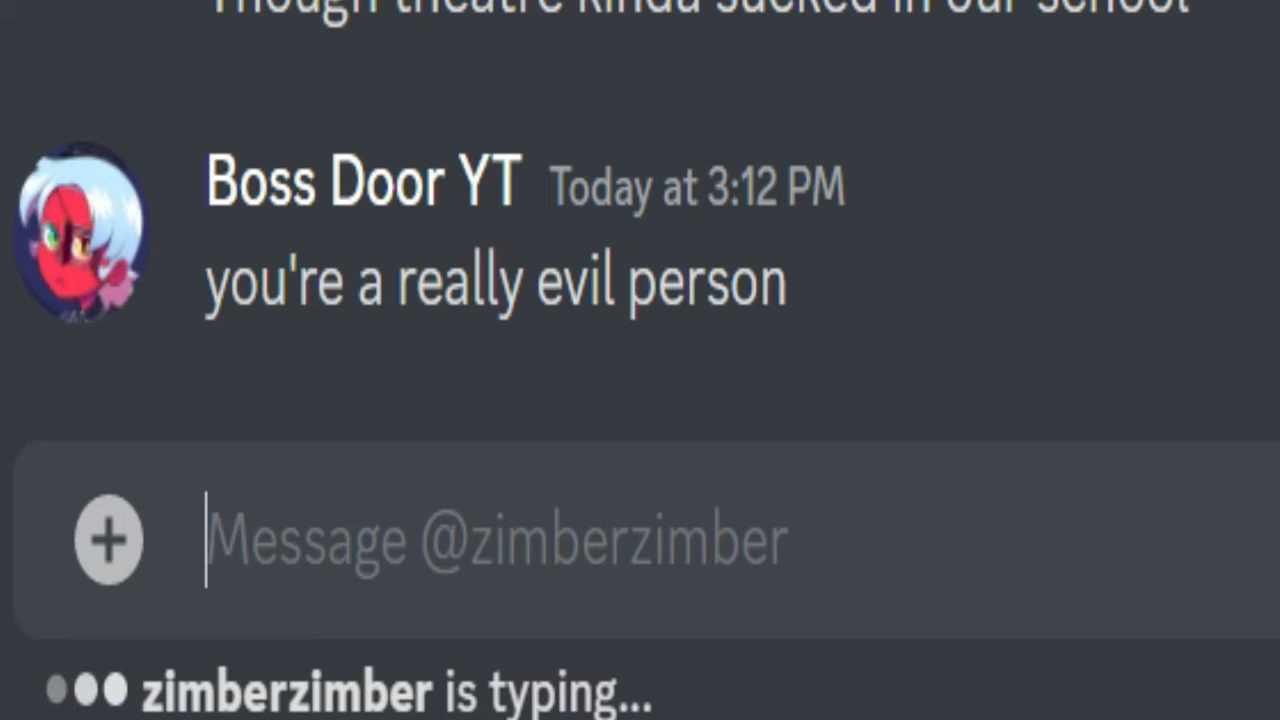 Though theatre kinda sucked in our school
Boss Door YT Today at 3:12 PM
you're a really evil person
Message @zimberzimber
zimberzimber is typing...